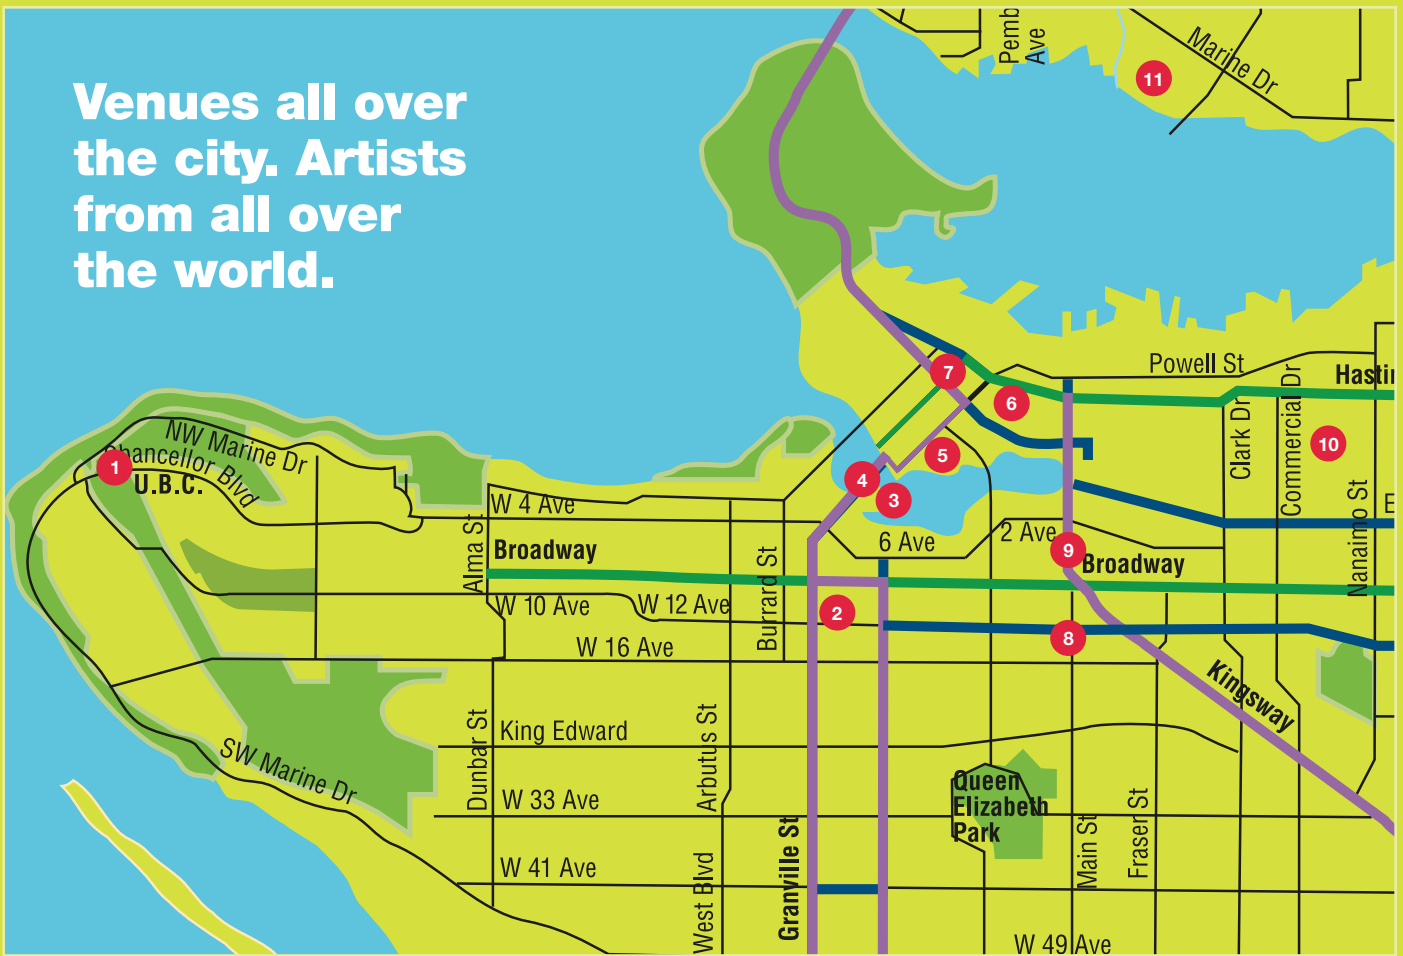 Venues all over
the city. Artists
from all over
the world.
Pemb
Ave
Marine Dr
11
7
Powell St
Hastin
6
Clark Dr
Commercial Dr
10
NW Marine Dr
Chancellor Blvd
1
U.B.C.
5
4
3
W 4 Ave
Nanaimo St
E
Alma St
Broadway
6 Ave
2 Ave
9
Broadway
Burrard St
W 10 Ave
W 12 Ave
2
8
W 16 Ave
Kingsway
Dunbar St
King Edward
Arbutus St
SW Marine Dr
W 33 Ave
Queen
Elizabeth
Park
Granville St
Main St
Fraser St
W 41 Ave
West Blvd
W 49 Ave